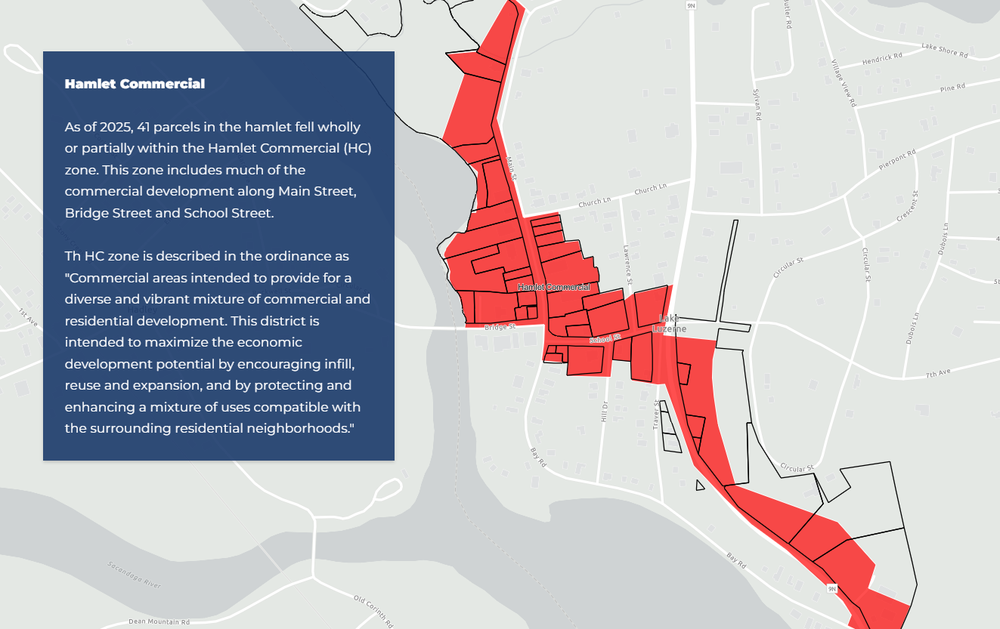 Hamlet Commercial
As of 2025, 41 parcels in the hamlet fell wholly
or partially within the Hamlet Commercial (HC)
zone. This zone includes much of the
commercial development along Main Street,
Bridge Street and School Street.
Th HC zone is described in the ordinance as
"Commercial areas intended to provide for a
diverse and vibrant mixture of commercial and
residential development. This district is
intended to maximize the economic
development potential by encouraging infill,
reuse and expansion, and by protecting and
enhancing a mixture of uses compatible with
the surrounding residential neighborhoods."
9N
Butler Rd
Lake Shore Rd
Hendrick Rd
Village View Rd
Pine Rd
Sylvan Rd
Pierpont Rd
Main St
Church Ln
Church Ln
Crescent St
Dubois Ln
Lawrence St
Circular St
Circular St
Hamlet Commercial
Hadley
1st Ave
Lake
Luzerne
Bridge St
School St
Dubois Ln
7th Ave
Hill Dr
Traver St
Bay Rd
Circular St
Bay Rd
9N
Sacandaga River
Old Corinth Rd
Dean Mountain Rd